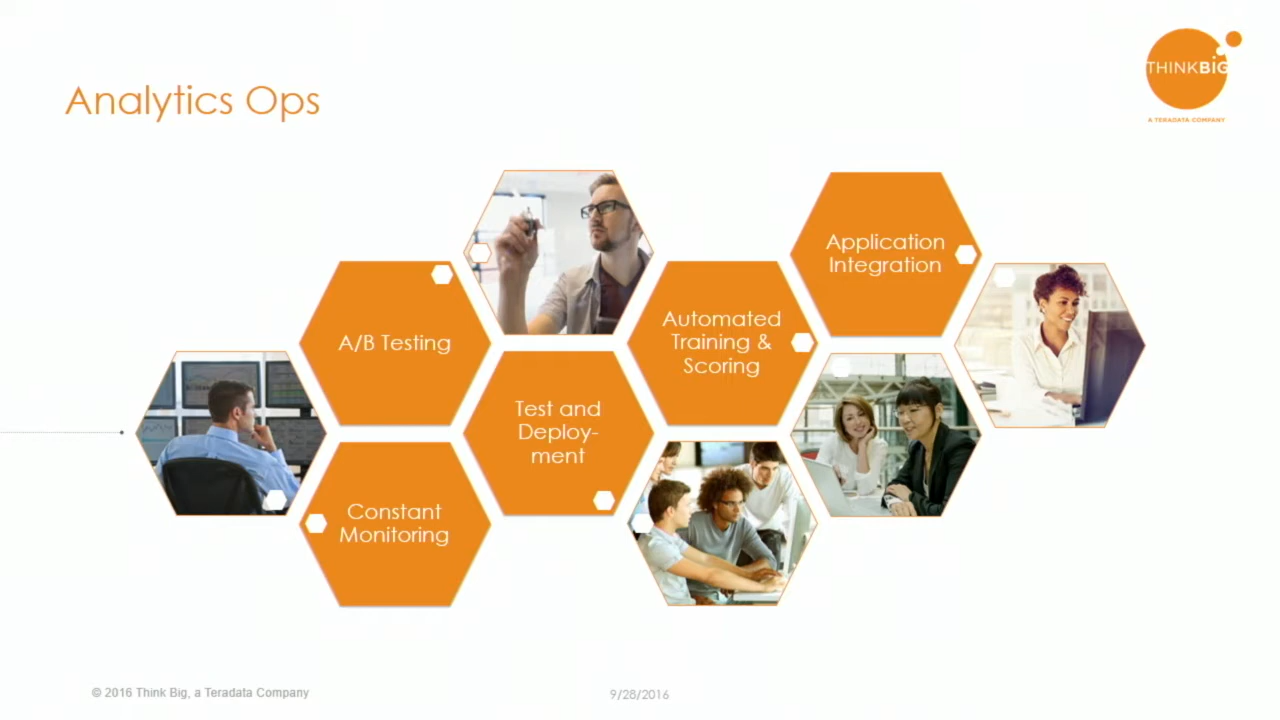 Analytics Ops
THINKBIG
A TERADATA COMPANY
Application
Integration
A/B Testing
Automated
Training &
Scoring
Test and
Deploy-
ment
Constant
Monitoring
© 2016 Think Big, a Teradata Company
9/28/2016